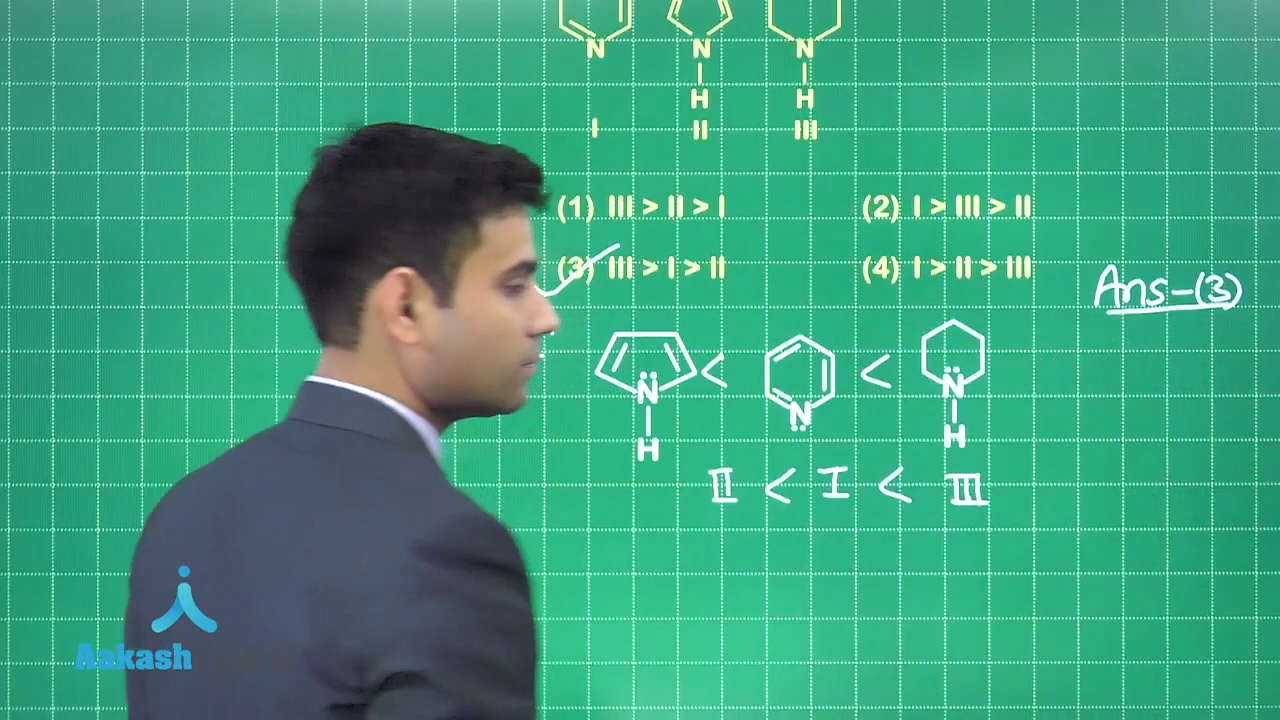 N N N
H H
I II III
(1) III > II > I (2) I > III > II
(3) III > I > II (4) I > II > III
Ans-(3)
N < N < N
H H
II < I < III
Aakash